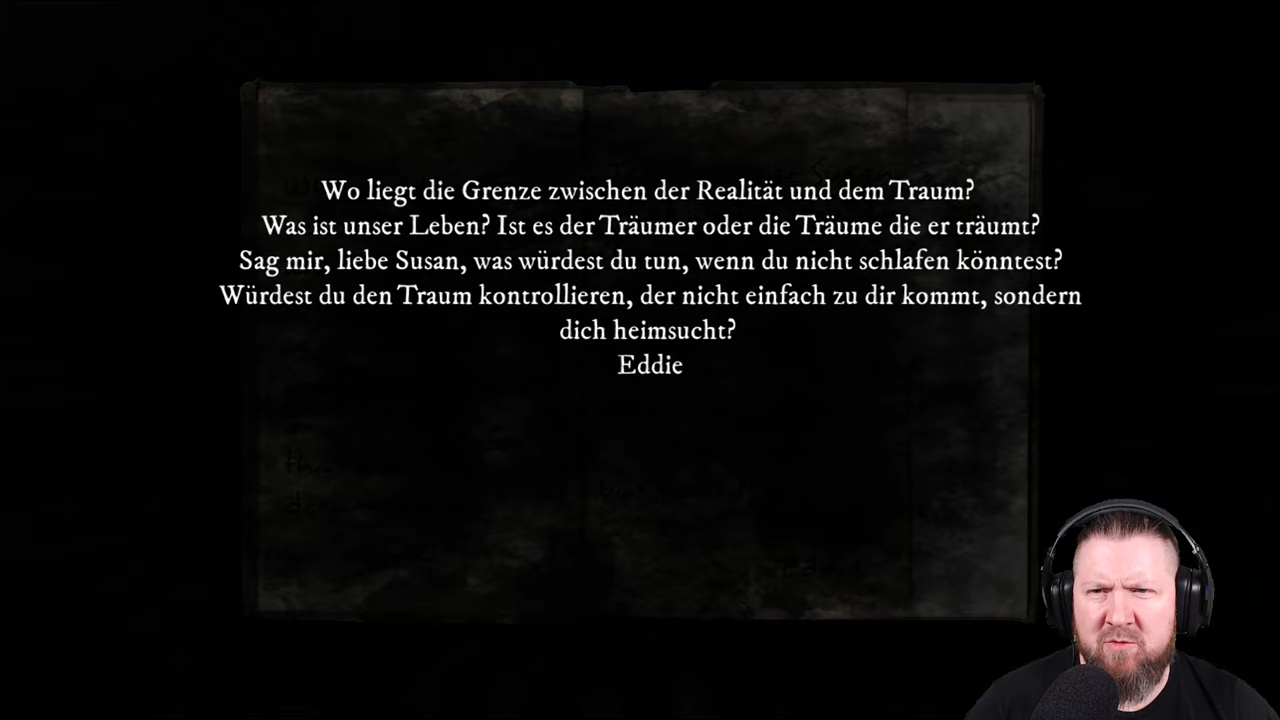 Wo liegt die Grenze zwischen der Realität und dem Traum?
Was ist unser Leben? Ist es der Träumer oder die Träume die er träumt?
Sag mir, liebe Susan, was würdest du tun, wenn du nicht schlafen könntest?
Würdest du den Traum kontrollieren, der nicht einfach zu dir kommt, sondern
dich heimsucht?
Eddie